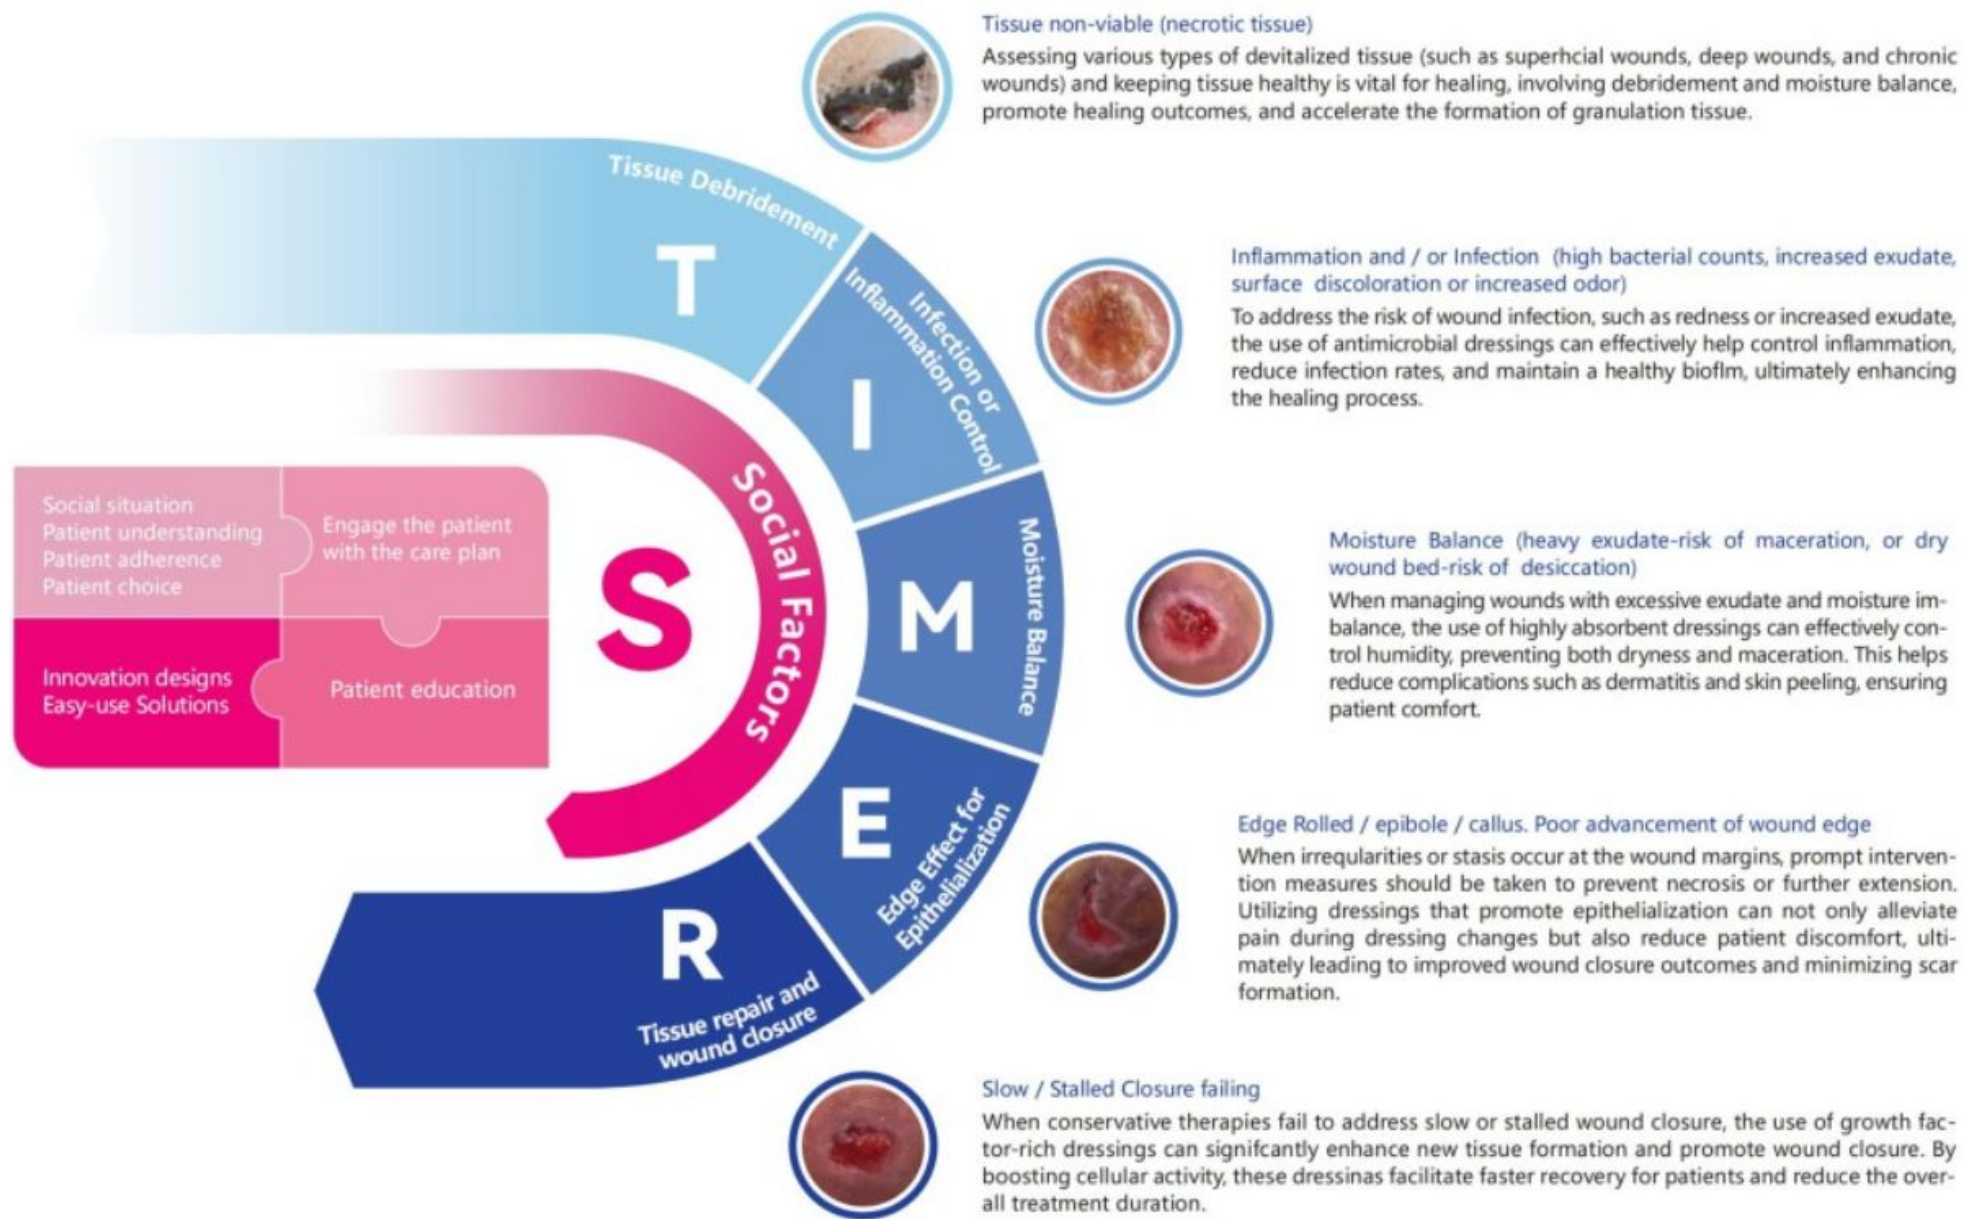 Tissue non-viable (necrotic tissue)
Assessing various types of devitalized tissue (such as superhcial wounds, deep wounds, and chronic
wounds) and keeping tissue healthy is vital for healing, involving debridement and moisture balance,
promote healing outcomes, and accelerate the formation of granulation tissue.
Tissue Debridement
T
Inflammation and / or Infection (high bacterial counts, increased exudate,
surface discoloration or increased odor)
To address the risk of wound infection, such as redness or increased exudate,
the use of antimicrobial dressings can effectively help control inflammation,
reduce infection rates, and maintain a healthy bioflm, ultimately enhancing
the healing process.
Infection or
Inflammation Control
I
Social situation
Patient understanding
Patient adherence
Patient choice
Engage the patient
with the care plan
Innovation designs
Easy-use Solutions
Patient education
S
Social Factors
M
Moisture Balance
Moisture Balance (heavy exudate-risk of maceration, or dry
wound bed-risk of desiccation)
When managing wounds with excessive exudate and moisture im-
balance, the use of highly absorbent dressings can effectively con-
trol humidity, preventing both dryness and maceration. This helps
reduce complications such as dermatitis and skin peeling, ensuring
patient comfort.
E
Edge Effect for
Epithelialization
Edge Rolled / epibole / callus. Poor advancement of wound edge
When irreqularities or stasis occur at the wound margins, prompt interven-
tion measures should be taken to prevent necrosis or further extension.
Utilizing dressings that promote epithelialization can not only alleviate
pain during dressing changes but also reduce patient discomfort, ulti-
mately leading to improved wound closure outcomes and minimizing scar
formation.
R
Tissue repair and
wound closure
Slow / Stalled Closure failing
When conservative therapies fail to address slow or stalled wound closure, the use of growth fac-
tor-rich dressings can signifcantly enhance new tissue formation and promote wound closure. By
boosting cellular activity, these dressinas facilitate faster recovery for patients and reduce the over-
all treatment duration.